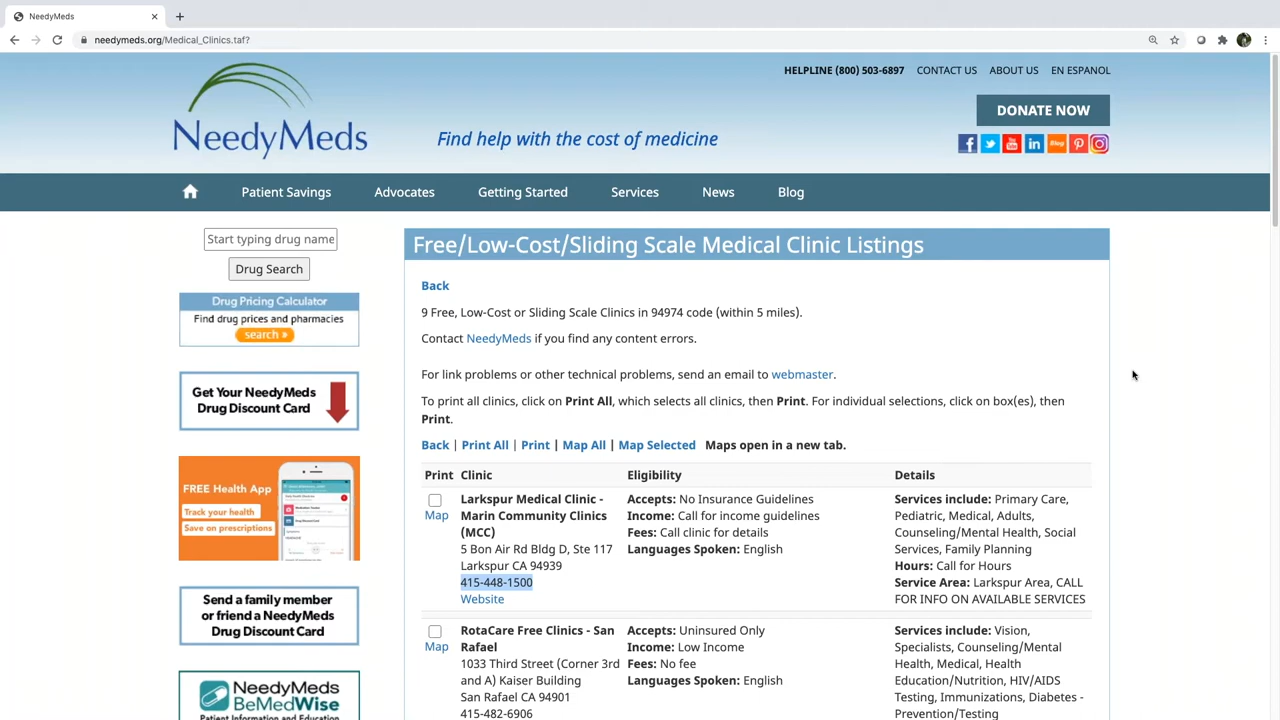 NeedyMeds
needymeds.org/Medical_Clinics.taf?
HELPLINE (800) 503-6897 CONTACT US ABOUT US EN ESPANOL
NeedyMeds
Find help with the cost of medicine
DONATE NOW
You Tube
in
Blog
Patient Savings Advocates Getting Started Services News Blog
Start typing drug name
Drug Search
Drug Pricing Calculator
Find drug prices and pharmacies
search »
Get Your NeedyMeds
Drug Discount Card
FREE Health App
Track your health
Save on prescriptions
Send a family member
or friend a NeedyMeds
Drug Discount Card
NeedyMeds
BeMedWise
Patient Information and Education
Free/Low-Cost/Sliding Scale Medical Clinic Listings
Back
9 Free, Low-Cost or Sliding Scale Clinics in 94974 code (within 5 miles).
Contact NeedyMeds if you find any content errors.
For link problems or other technical problems, send an email to webmaster.
To print all clinics, click on Print All, which selects all clinics, then Print. For individual selections, click on box(es), then
Print.
Back | Print All | Print | Map All | Map Selected Maps open in a new tab.
Print Clinic Eligibility Details
Map
Larkspur Medical Clinic -
Marin Community Clinics
(MCC)
5 Bon Air Rd Bldg D, Ste 117
Larkspur CA 94939
415-448-1500
Website
Accepts: No Insurance Guidelines
Income: Call for income guidelines
Fees: Call clinic for details
Languages Spoken: English
Services include: Primary Care,
Pediatric, Medical, Adults,
Counseling/Mental Health, Social
Services, Family Planning
Hours: Call for Hours
Service Area: Larkspur Area, CALL
FOR INFO ON AVAILABLE SERVICES
Map
RotaCare Free Clinics - San
Rafael
1033 Third Street (Corner 3rd
and A) Kaiser Building
San Rafael CA 94901
415-482-6906
Accepts: Uninsured Only
Income: Low Income
Fees: No fee
Languages Spoken: English
Services include: Vision,
Specialists, Counseling/Mental
Health, Medical, Health
Education/Nutrition, HIV/AIDS
Testing, Immunizations, Diabetes -
Prevention/Testing